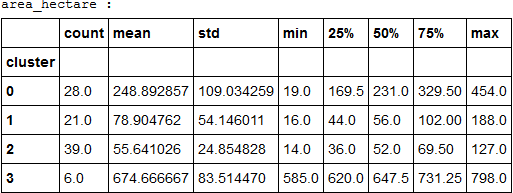 area_hectare :
count mean std min 25% 50% 75% max
cluster
0 28.0 248.892857 109.034259 19.0 169.5 231.0 329.50 454.0
1 21.0 78.904762 54.146011 16.0 44.0 56.0 102.00 188.0
2 39.0 55.641026 24.854828 14.0 36.0 52.0 69.50 127.0
3 6.0 674.666667 83.514470 585.0 620.0 647.5 731.25 798.0